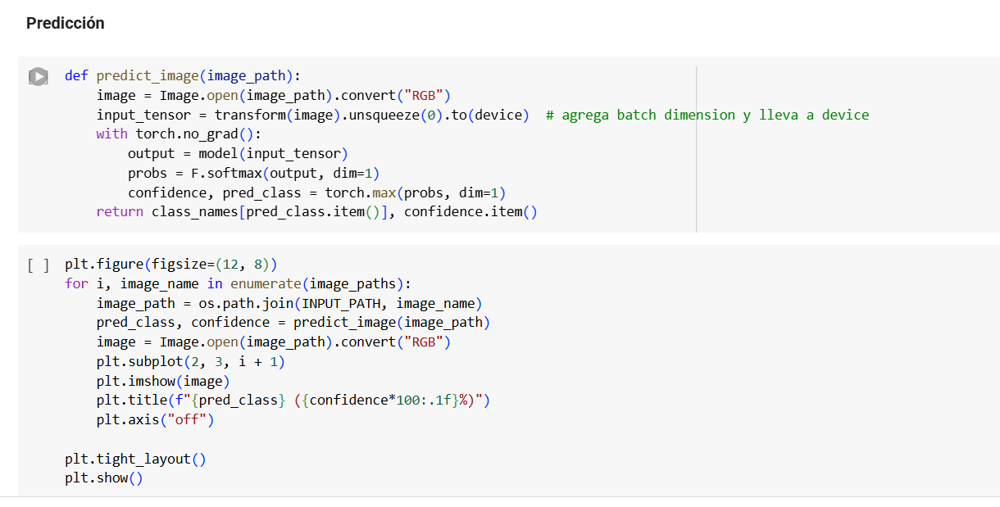 Predicción
def predict_image(image_path):
    image = Image.open(image_path).convert("RGB")
    input_tensor = transform(image).unsqueeze(0).to(device)  # agrega batch dimension y lleva a device
    with torch.no_grad():
        output = model(input_tensor)
        probs = F.softmax(output, dim=1)
        confidence, pred_class = torch.max(probs, dim=1)
    return class_names[pred_class.item()], confidence.item()
[ ] plt.figure(figsize=(12, 8))
for i, image_name in enumerate(image_paths):
    image_path = os.path.join(INPUT_PATH, image_name)
    pred_class, confidence = predict_image(image_path)
    image = Image.open(image_path).convert("RGB")
    plt.subplot(2, 3, i + 1)
    plt.imshow(image)
    plt.title(f"{pred_class} ({confidence*100:.1f}%)")
    plt.axis("off")
plt.tight_layout()
plt.show()